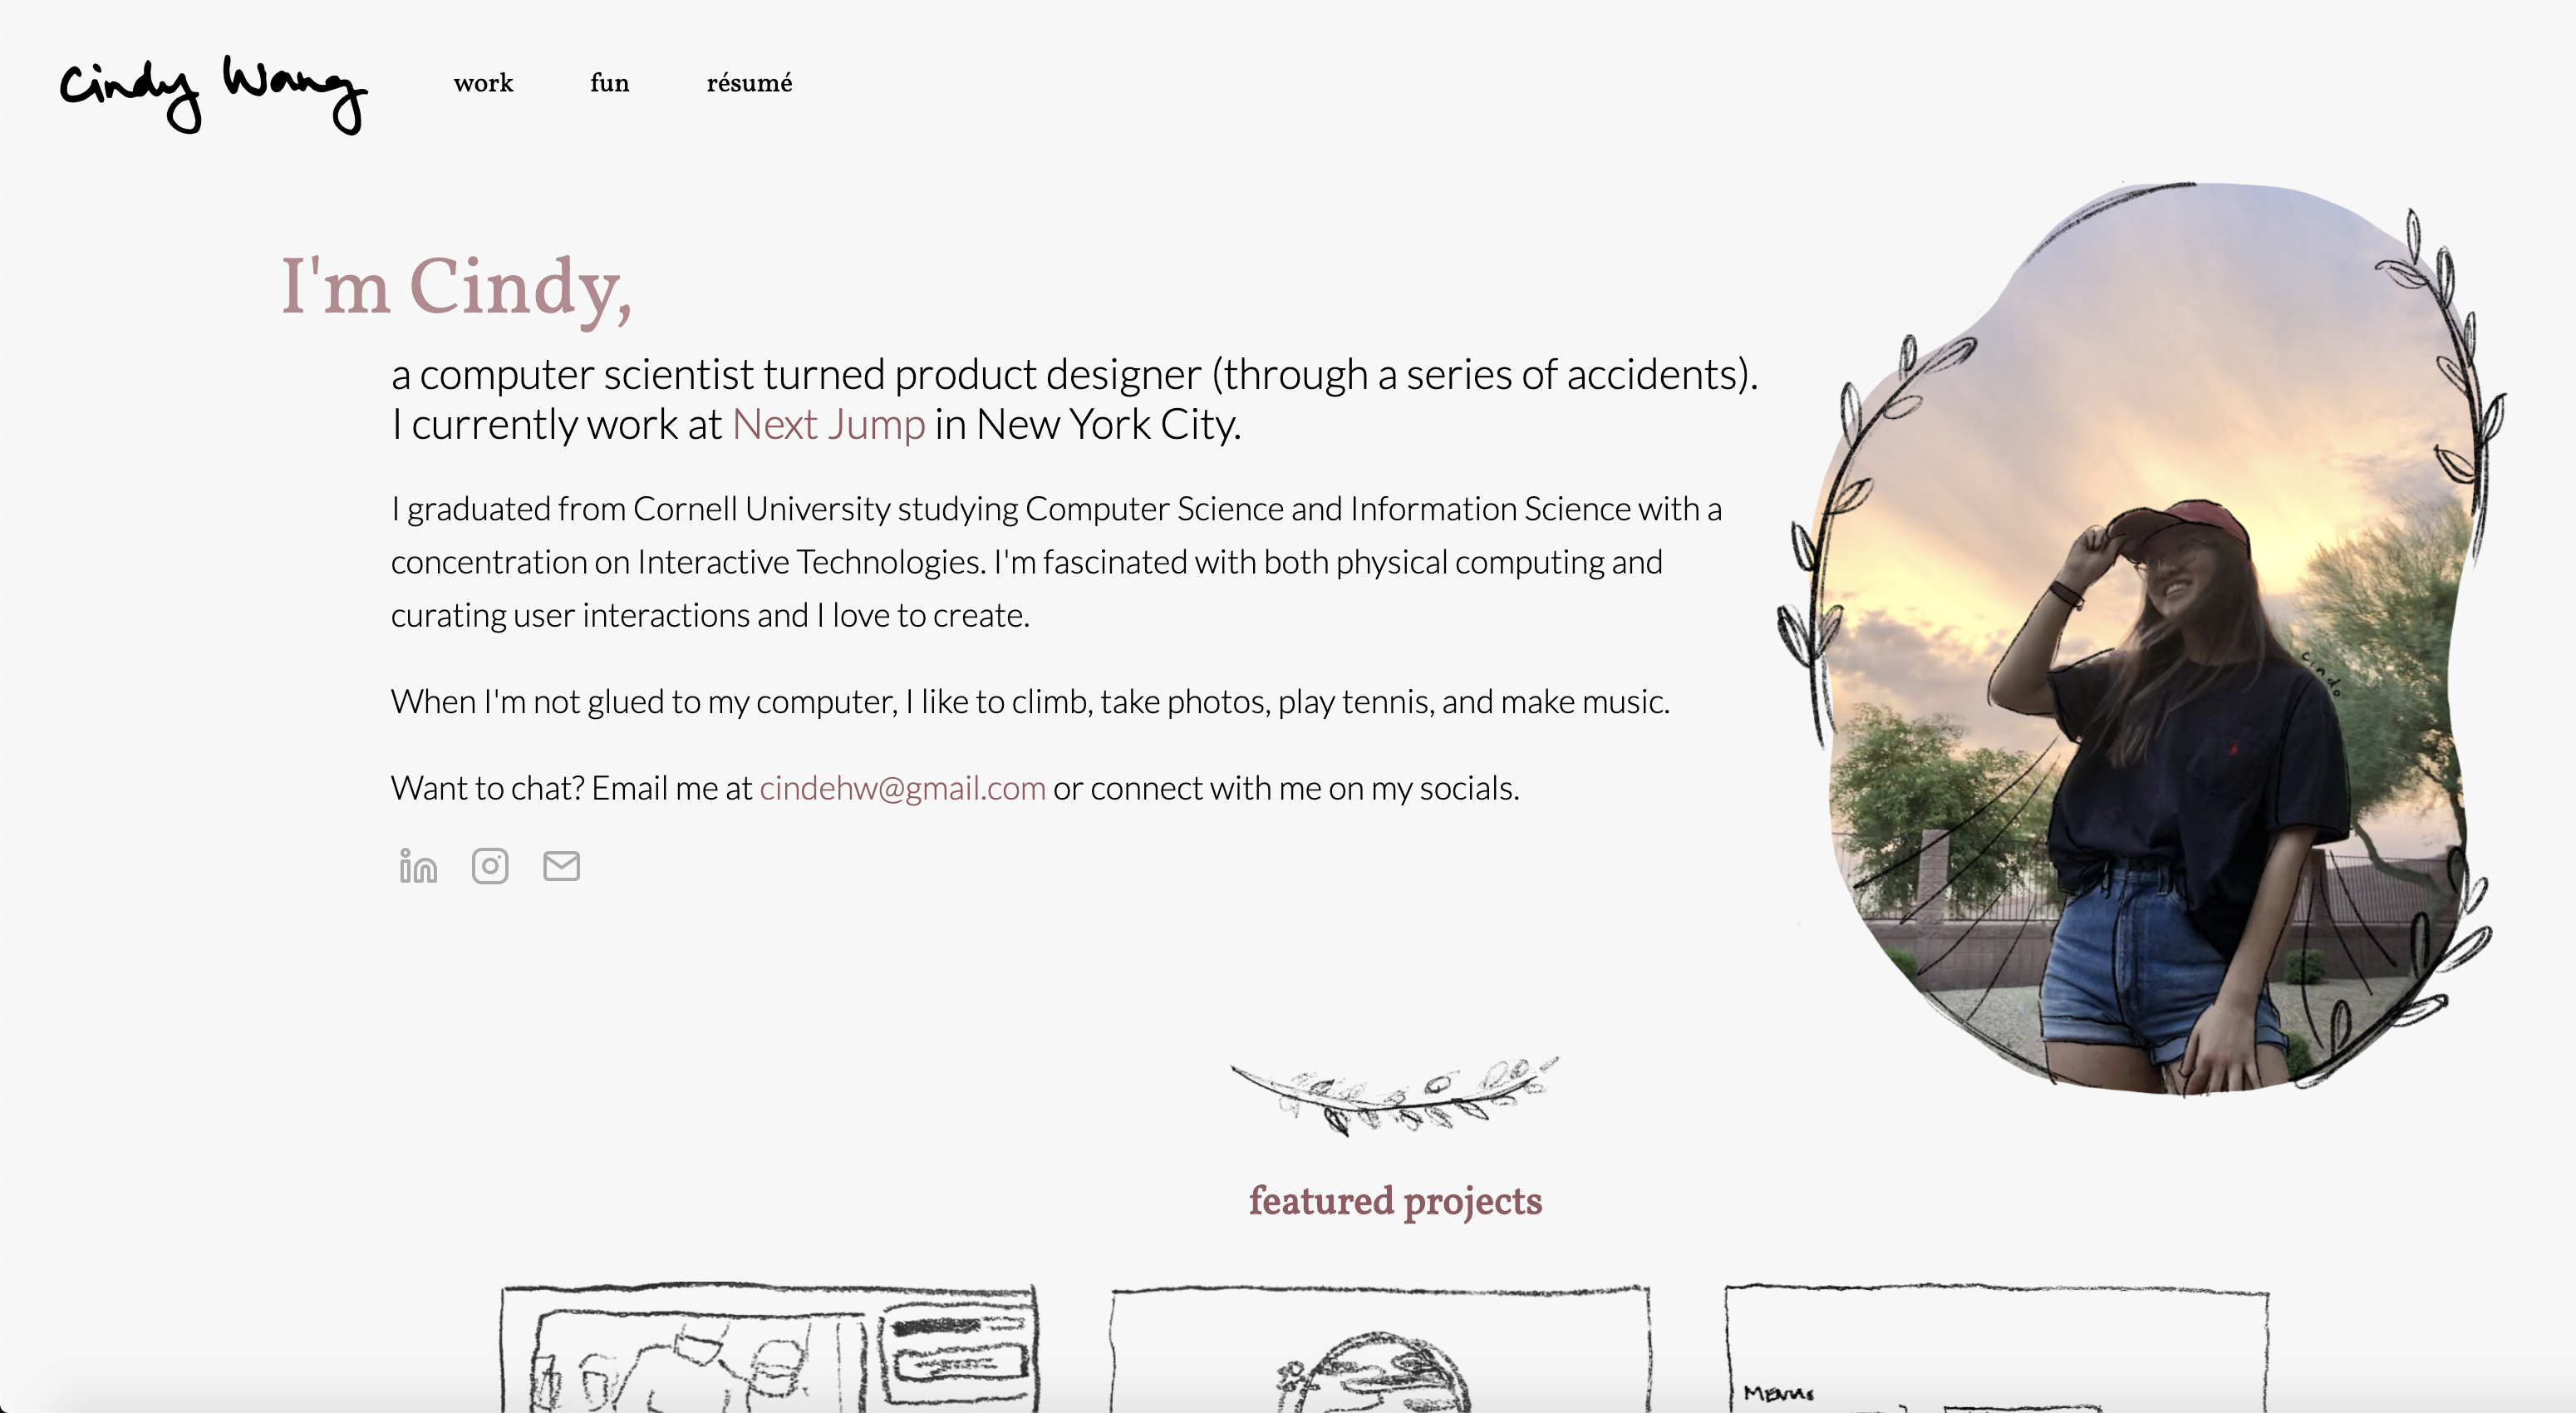 Cindy Wang
work fun résumé
I'm Cindy,
a computer scientist turned product designer (through a series of accidents).
I currently work at Next Jump in New York City.
I graduated from Cornell University studying Computer Science and Information Science with a
concentration on Interactive Technologies. I'm fascinated with both physical computing and
curating user interactions and I love to create.
When I'm not glued to my computer, I like to climb, take photos, play tennis, and make music.
Want to chat? Email me at cindehw@gmail.com or connect with me on my socials.
in
cindo
featured projects
MENUS